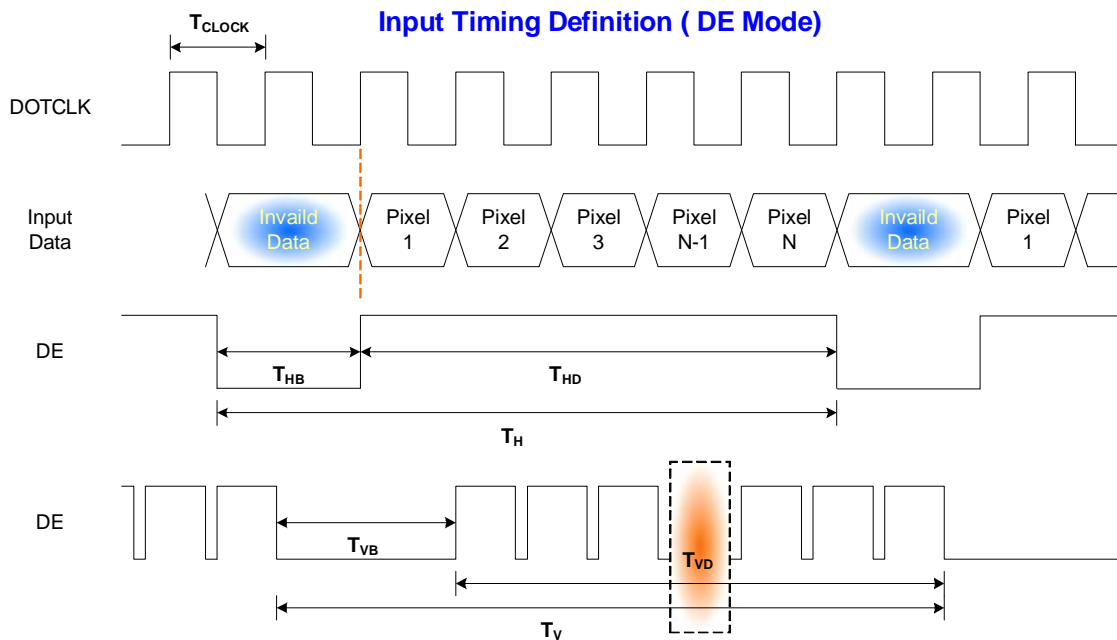 Input Timing Definition ( DE Mode)
TCLOCK
DOTCLK
Input
Data
Invaild
Data
Pixel
1
Pixel
2
Pixel
3
Pixel
N-1
Pixel
N
Invaild
Data
Pixel
1
DE
THB
THD
TH
DE
TVB
TVD
TV